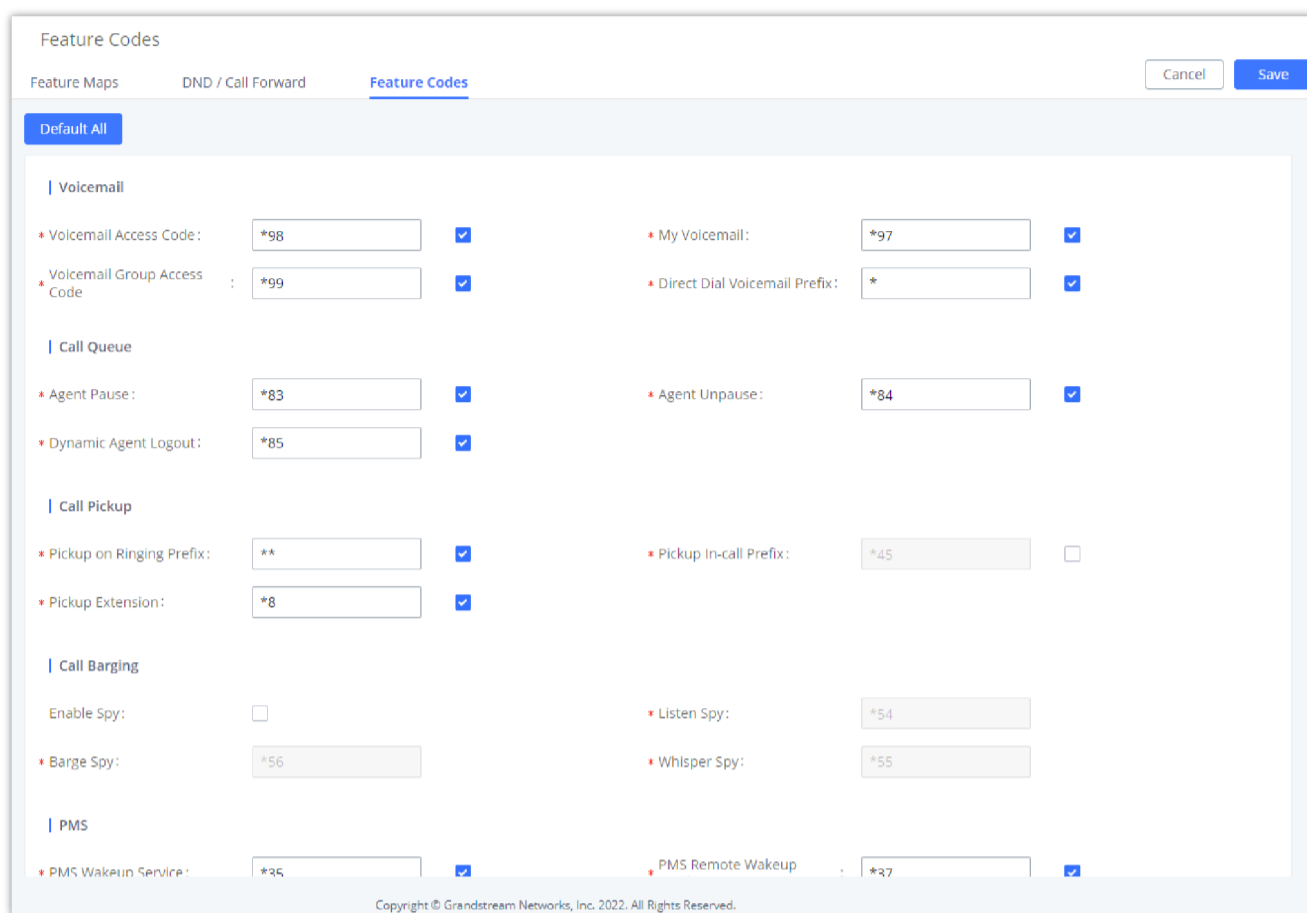 Feature Codes
Feature Maps DND / Call Forward Feature Codes Cancel Save
Default All
Voicemail
* Voicemail Access Code : *98 * My Voicemail : *97
* Voicemail Group Access Code : *99 * Direct Dial Voicemail Prefix : *
Call Queue
* Agent Pause : *83 * Agent Unpause : *84
* Dynamic Agent Logout : *85
Call Pickup
* Pickup on Ringing Prefix : ** * Pickup In-call Prefix : *45
* Pickup Extension : *8
Call Barging
Enable Spy : * Listen Spy : *54
* Barge Spy : *56 * Whisper Spy : *55
PMS
* PMS Wakeup Service : *35 * PMS Remote Wakeup : *37
Copyright © Grandstream Networks, Inc. 2022. All Rights Reserved.